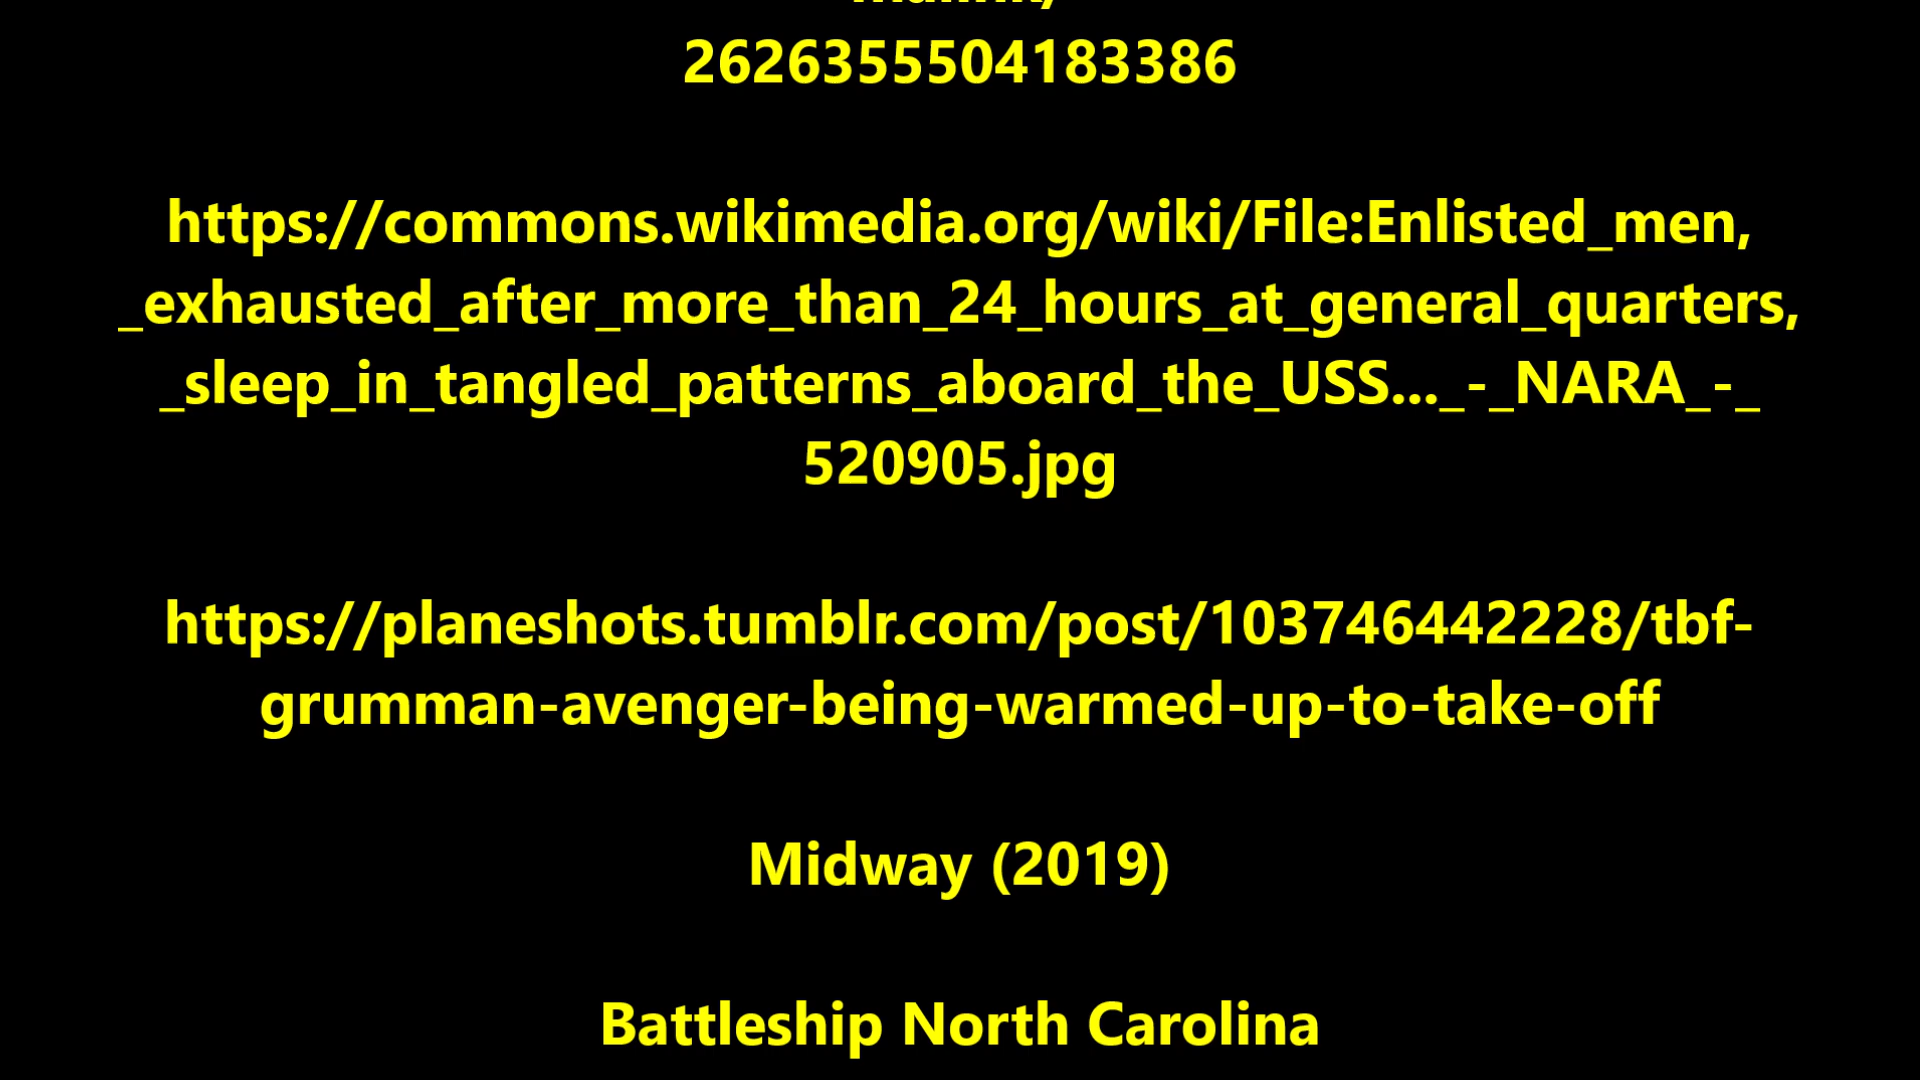 2626355504183386
https://commons.wikimedia.org/wiki/File:Enlisted_men,
_exhausted_after_more_than_24_hours_at_general_quarters,
_sleep_in_tangled_patterns_aboard_the_USS..._-_NARA_-_
520905.jpg
https://planeshots.tumblr.com/post/103746442228/tbf-
grumman-avenger-being-warmed-up-to-take-off
Midway (2019)
Battleship North Carolina